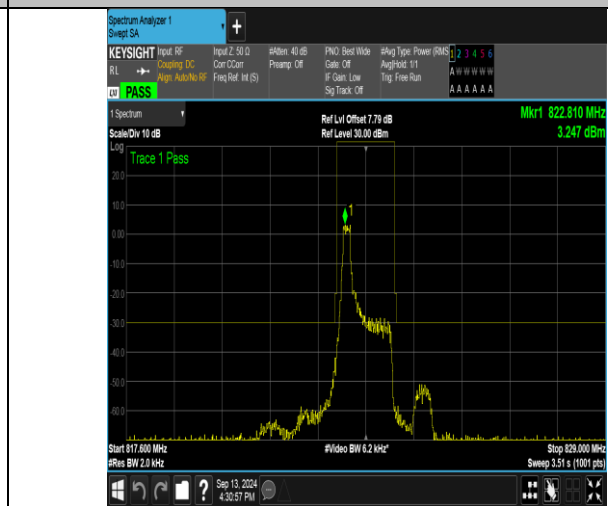 Spectrum Analyzer 1
Swept SA
+
KEYSIGHT Input: RF Input Z: 50 Ω #Atten: 40 dB PNO: Best Wide #Avg Type: Power (RMS 1 2 3 4 5 6
RL Coupling: DC Corr CCorr Preamp: Off Gate: Off Avg|Hold: 1/1 A W W W W W
Align: Auto/No RF Freq Ref: Int (S) IF Gain: Low Trig: Free Run
LXI PASS Sig Track: Off A A A A A A
1 Spectrum Ref Lvl Offset 7.79 dB Mkr1 822.810 MHz
Scale/Div 10 dB Ref Level 30.00 dBm 3.247 dBm
Log
Trace 1 Pass
20.0
10.0
1
0.00
-10.0
-20.0
-30.0
-40.0
-50.0
-60.0
Start 817.600 MHz #Video BW 6.2 kHz* Stop 829.000 MHz
#Res BW 2.0 kHz Sweep 3.51 s (1001 pts)
? Sep 13, 2024
4:30:57 PM